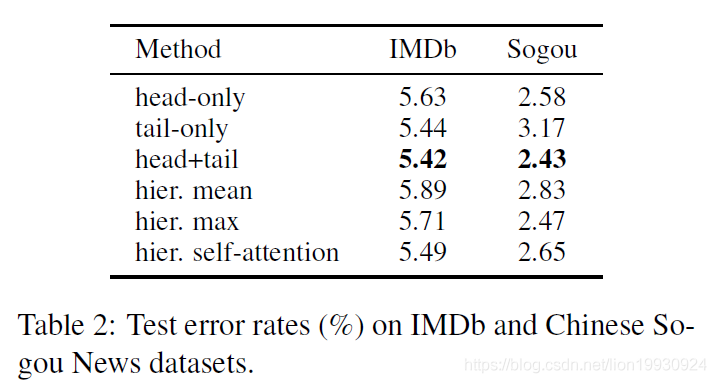 Method IMDb Sogou
head-only 5.63 2.58
tail-only 5.44 3.17
head+tail 5.42 2.43
hier. mean 5.89 2.83
hier. max 5.71 2.47
hier. self-attention 5.49 2.65
Table 2: Test error rates (%) on IMDb and Chinese So-
gou News datasets.
https://blog.csdn.net/lion19930924